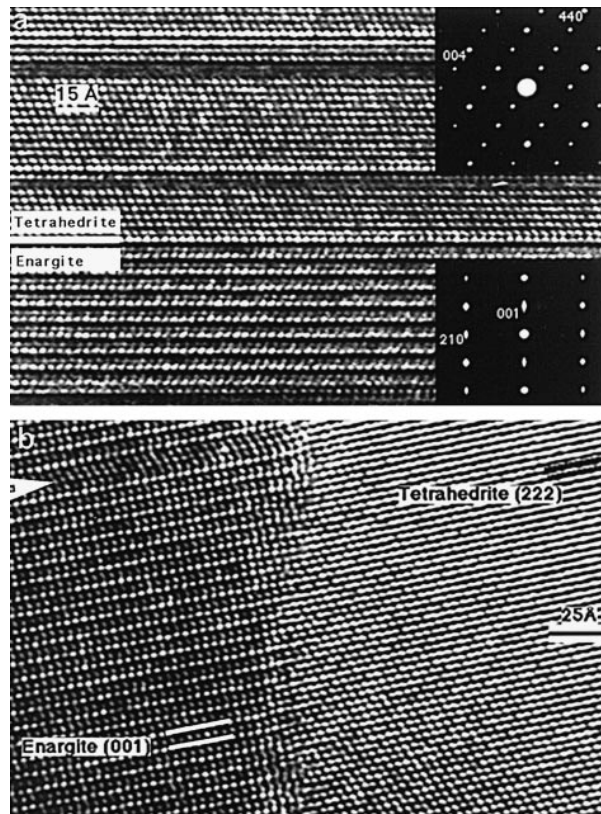 a
440
004
15 Å
Tetrahedrite
Enargite
001
210
b
Tetrahedrite (222)
25Å
Enargite (001)